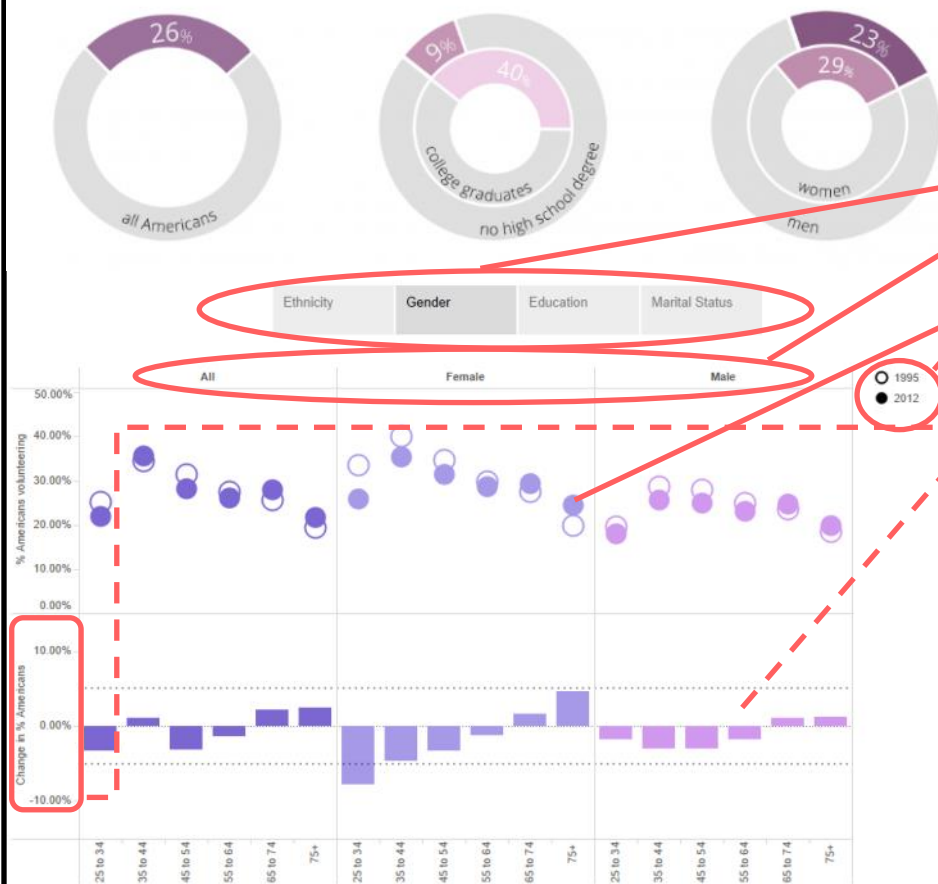 26%
all Americans
9%
40%
college graduates
no high school degree
23%
29%
women
men
Ethnicity Gender Education Marital Status
All Female Male
1995
2012
% Americans volunteering
50.00%
40.00%
30.00%
20.00%
10.00%
0.00%
Change in % Americans
10.00%
0.00%
-10.00%
25 to 34 35 to 44 45 to 54 55 to 64 65 to 74 75+ 25 to 34 35 to 44 45 to 54 55 to 64 65 to 74 75+ 25 to 34 35 to 44 45 to 54 55 to 64 65 to 74 75+